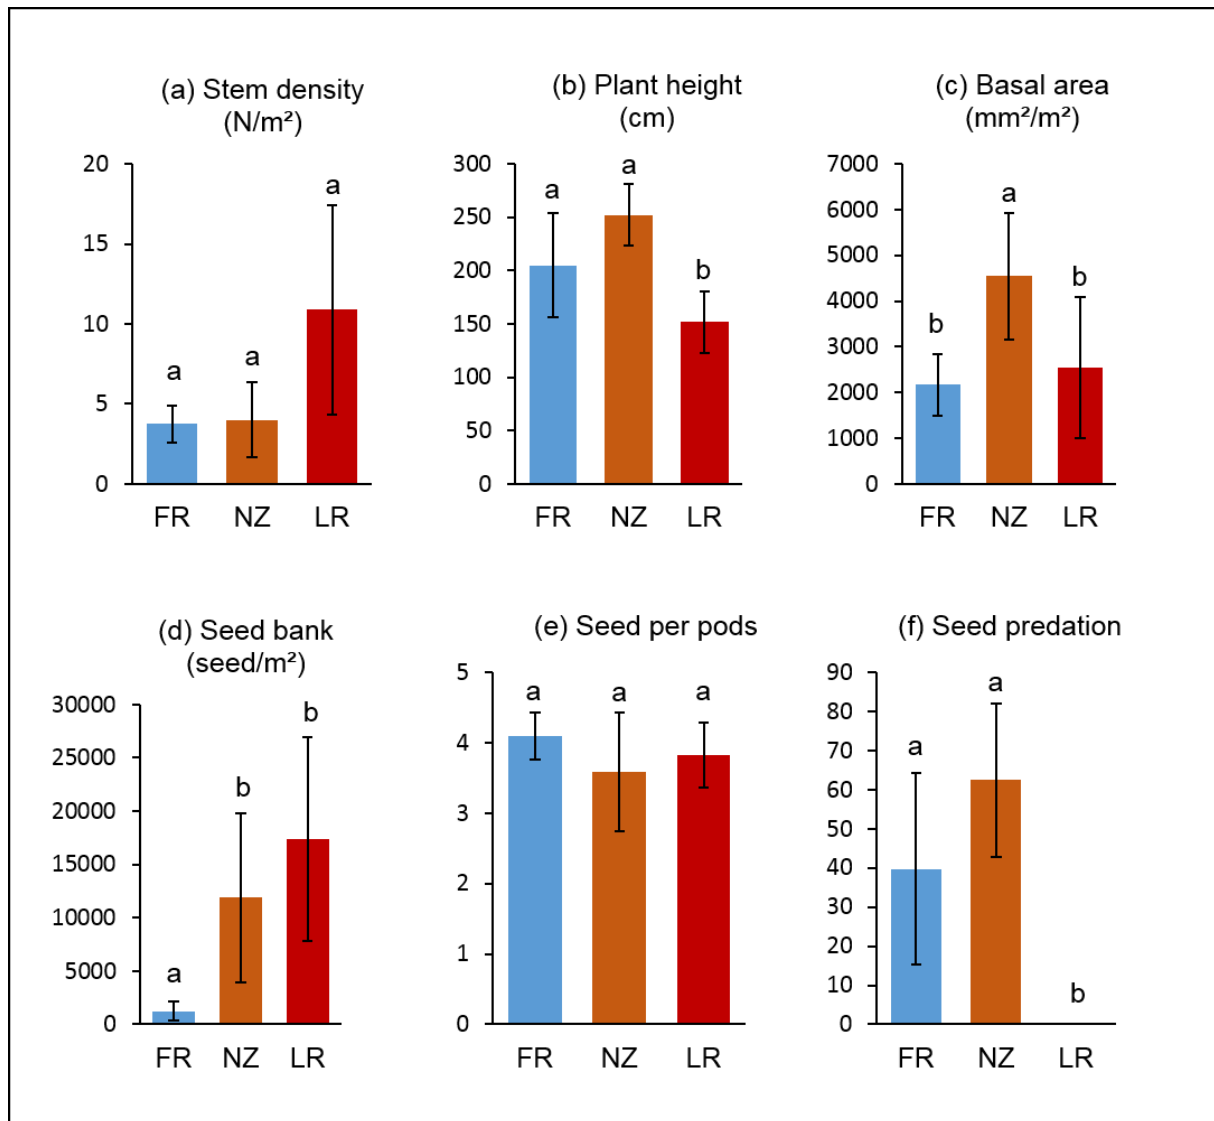 (a) Stem density
(N/m²)
20
15
10
5
0
a
a
a
FR NZ LR
(b) Plant height
(cm)
300
250
200
150
100
50
0
a
a
b
FR NZ LR
(c) Basal area
(mm²/m²)
7000
6000
5000
4000
3000
2000
1000
0
b
a
b
FR NZ LR
(d) Seed bank
(seed/m²)
30000
25000
20000
15000
10000
5000
0
a
b
b
FR NZ LR
(e) Seed per pods
5
4
3
2
1
0
a
a
a
FR NZ LR
(f) Seed predation
90
80
70
60
50
40
30
20
10
0
a
a
b
FR NZ LR